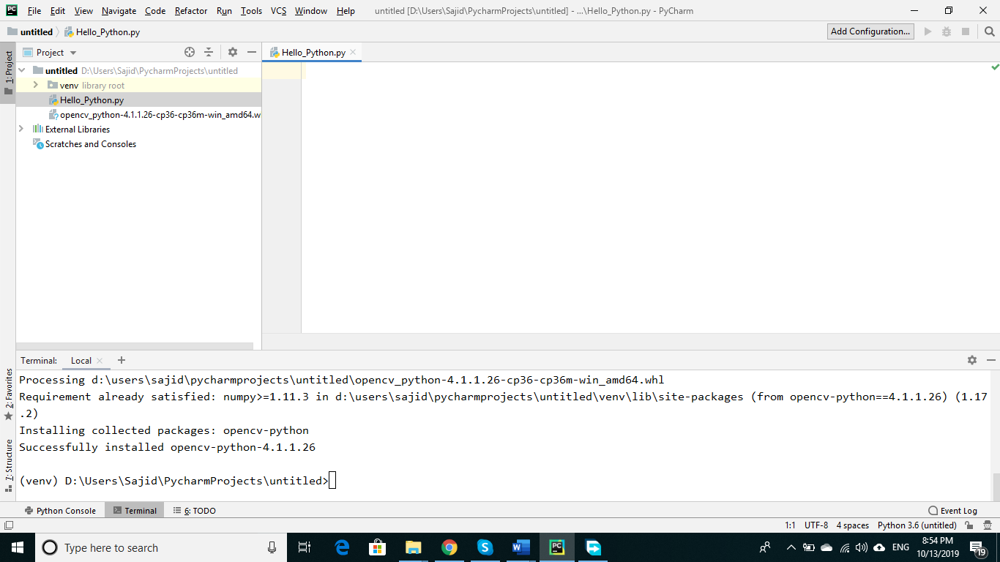 PC File Edit View Navigate Code Refactor Run Tools VCS Window Help untitled [D:\Users\Sajid\PycharmProjects\untitled] - ...\Hello_Python.py - PyCharm
untitled Hello_Python.py Add Configuration...
1: Project
Project
Hello_Python.py
untitled D:\Users\Sajid\PycharmProjects\untitled
venv library root
Hello_Python.py
opencv_python-4.1.1.26-cp36-cp36m-win_amd64.w
External Libraries
Scratches and Consoles
2: Favorites
7: Structure
Terminal: Local
Processing d:\users\sajid\pycharmprojects\untitled\opencv_python-4.1.1.26-cp36-cp36m-win_amd64.whl
Requirement already satisfied: numpy>=1.11.3 in d:\users\sajid\pycharmprojects\untitled\venv\lib\site-packages (from opencv-python==4.1.1.26) (1.17
.2)
Installing collected packages: opencv-python
Successfully installed opencv-python-4.1.1.26
(venv) D:\Users\Sajid\PycharmProjects\untitled>
Python Console Terminal 6: TODO Event Log
1:1 UTF-8 4 spaces Python 3.6 (untitled)
Type here to search
ENG
8:54 PM
10/13/2019
19